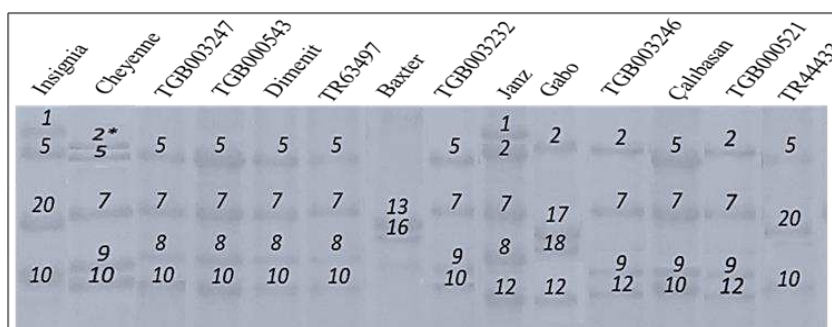 Insignia Cheyenne TGB003247 TGB000543 Dimenit TR63497 Baxter TGB003232 Janz Gabo TGB003246 Çalıbasan TGB000521
1 2* 1 2 2 2
5 5 5 5 5 5 5 2 5 5
20 7 7 7 7 7 13 7 7 17 7 7 7 20
16 18
9 8 8 8 8 9 8 9 9 9
10 10 10 10 10 10 10 12 12 12 10 12 10